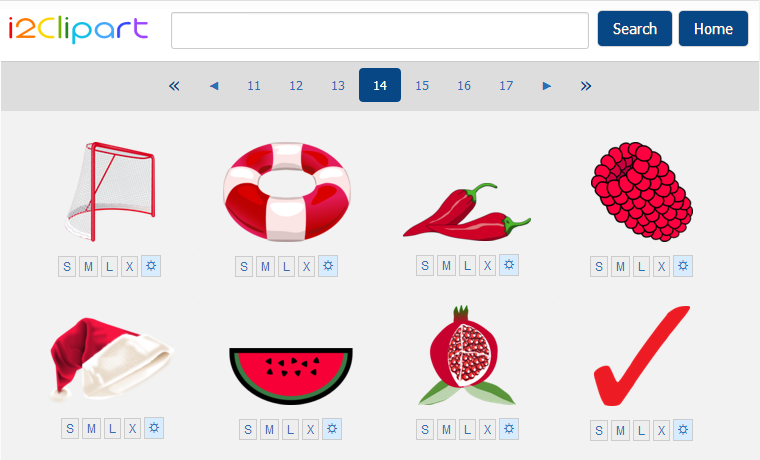 i2Clipart Search Home
« ◄ 11 12 13 14 15 16 17 ► »
S M L X S M L X S M L X S M L X
S M L X S M L X S M L X S M L X